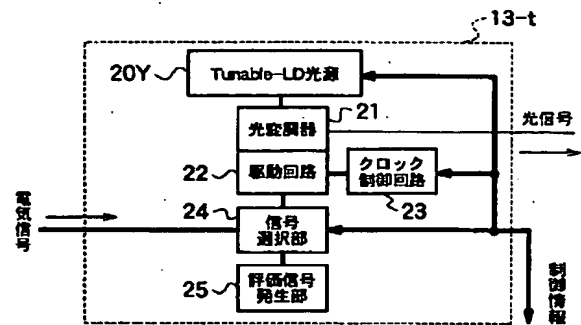 13-t
20Y
Tunable-LD光源
21
光変調器
光信号
22
駆動回路
クロック
制御回路
23
電気信号
24
信号
選択部
25
評価信号
発生部
制御情報